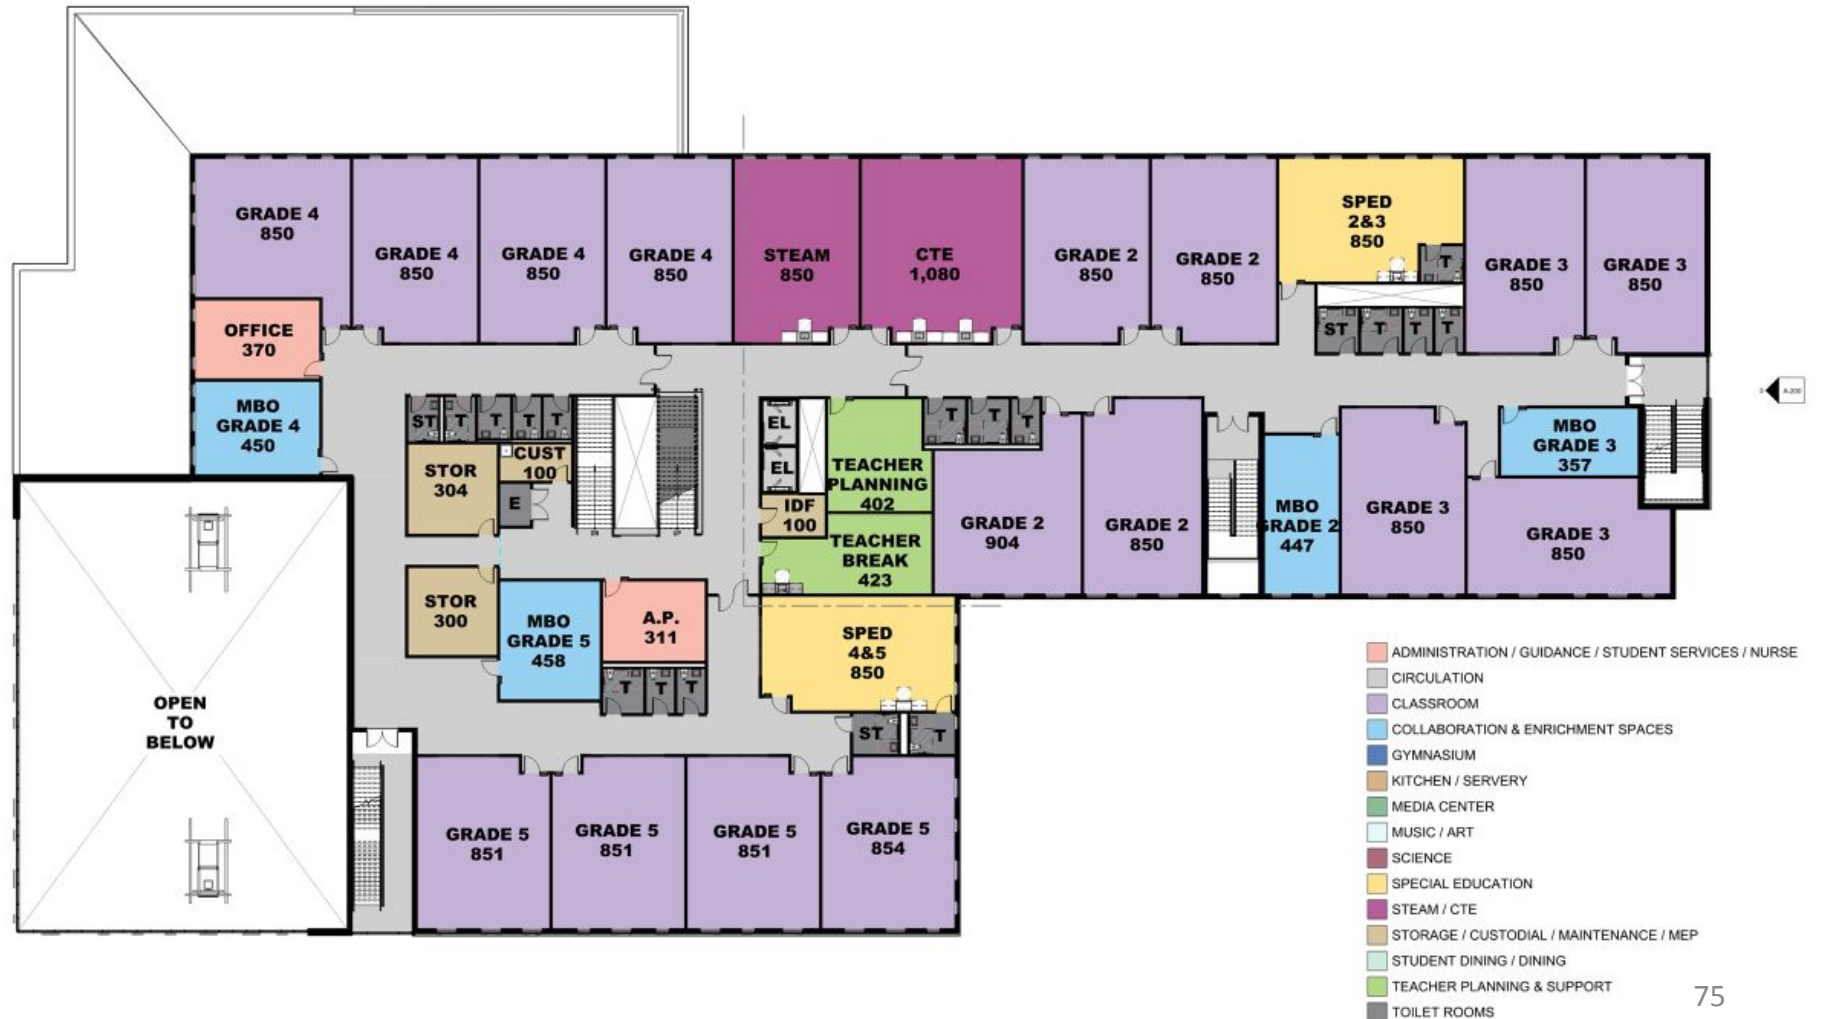 GRADE 4
850
GRADE 4
850
GRADE 4
850
GRADE 4
850
STEAM
850
CTE
1,080
GRADE 2
850
GRADE 2
850
SPED
2&3
850
T
GRADE 3
850
GRADE 3
850
OFFICE
370
ST
T
T
T
MBO
GRADE 4
450
ST
T
T
T
T
CUST
100
STOR
304
E
EL
EL
IDF
100
TEACHER
PLANNING
402
TEACHER
BREAK
423
T
T
T
GRADE 2
904
GRADE 2
850
MBO
GRADE 2
447
GRADE 3
850
MBO
GRADE 3
357
GRADE 3
850
A-200
STOR
300
MBO
GRADE 5
458
A.P.
311
T
T
T
SPED
4&5
850
ST
T
OPEN
TO
BELOW
GRADE 5
851
GRADE 5
851
GRADE 5
851
GRADE 5
854
ADMINISTRATION / GUIDANCE / STUDENT SERVICES / NURSE
CIRCULATION
CLASSROOM
COLLABORATION & ENRICHMENT SPACES
GYMNASIUM
KITCHEN / SERVERY
MEDIA CENTER
MUSIC / ART
SCIENCE
SPECIAL EDUCATION
STEAM / CTE
STORAGE / CUSTODIAL / MAINTENANCE / MEP
STUDENT DINING / DINING
TEACHER PLANNING & SUPPORT
TOILET ROOMS
75